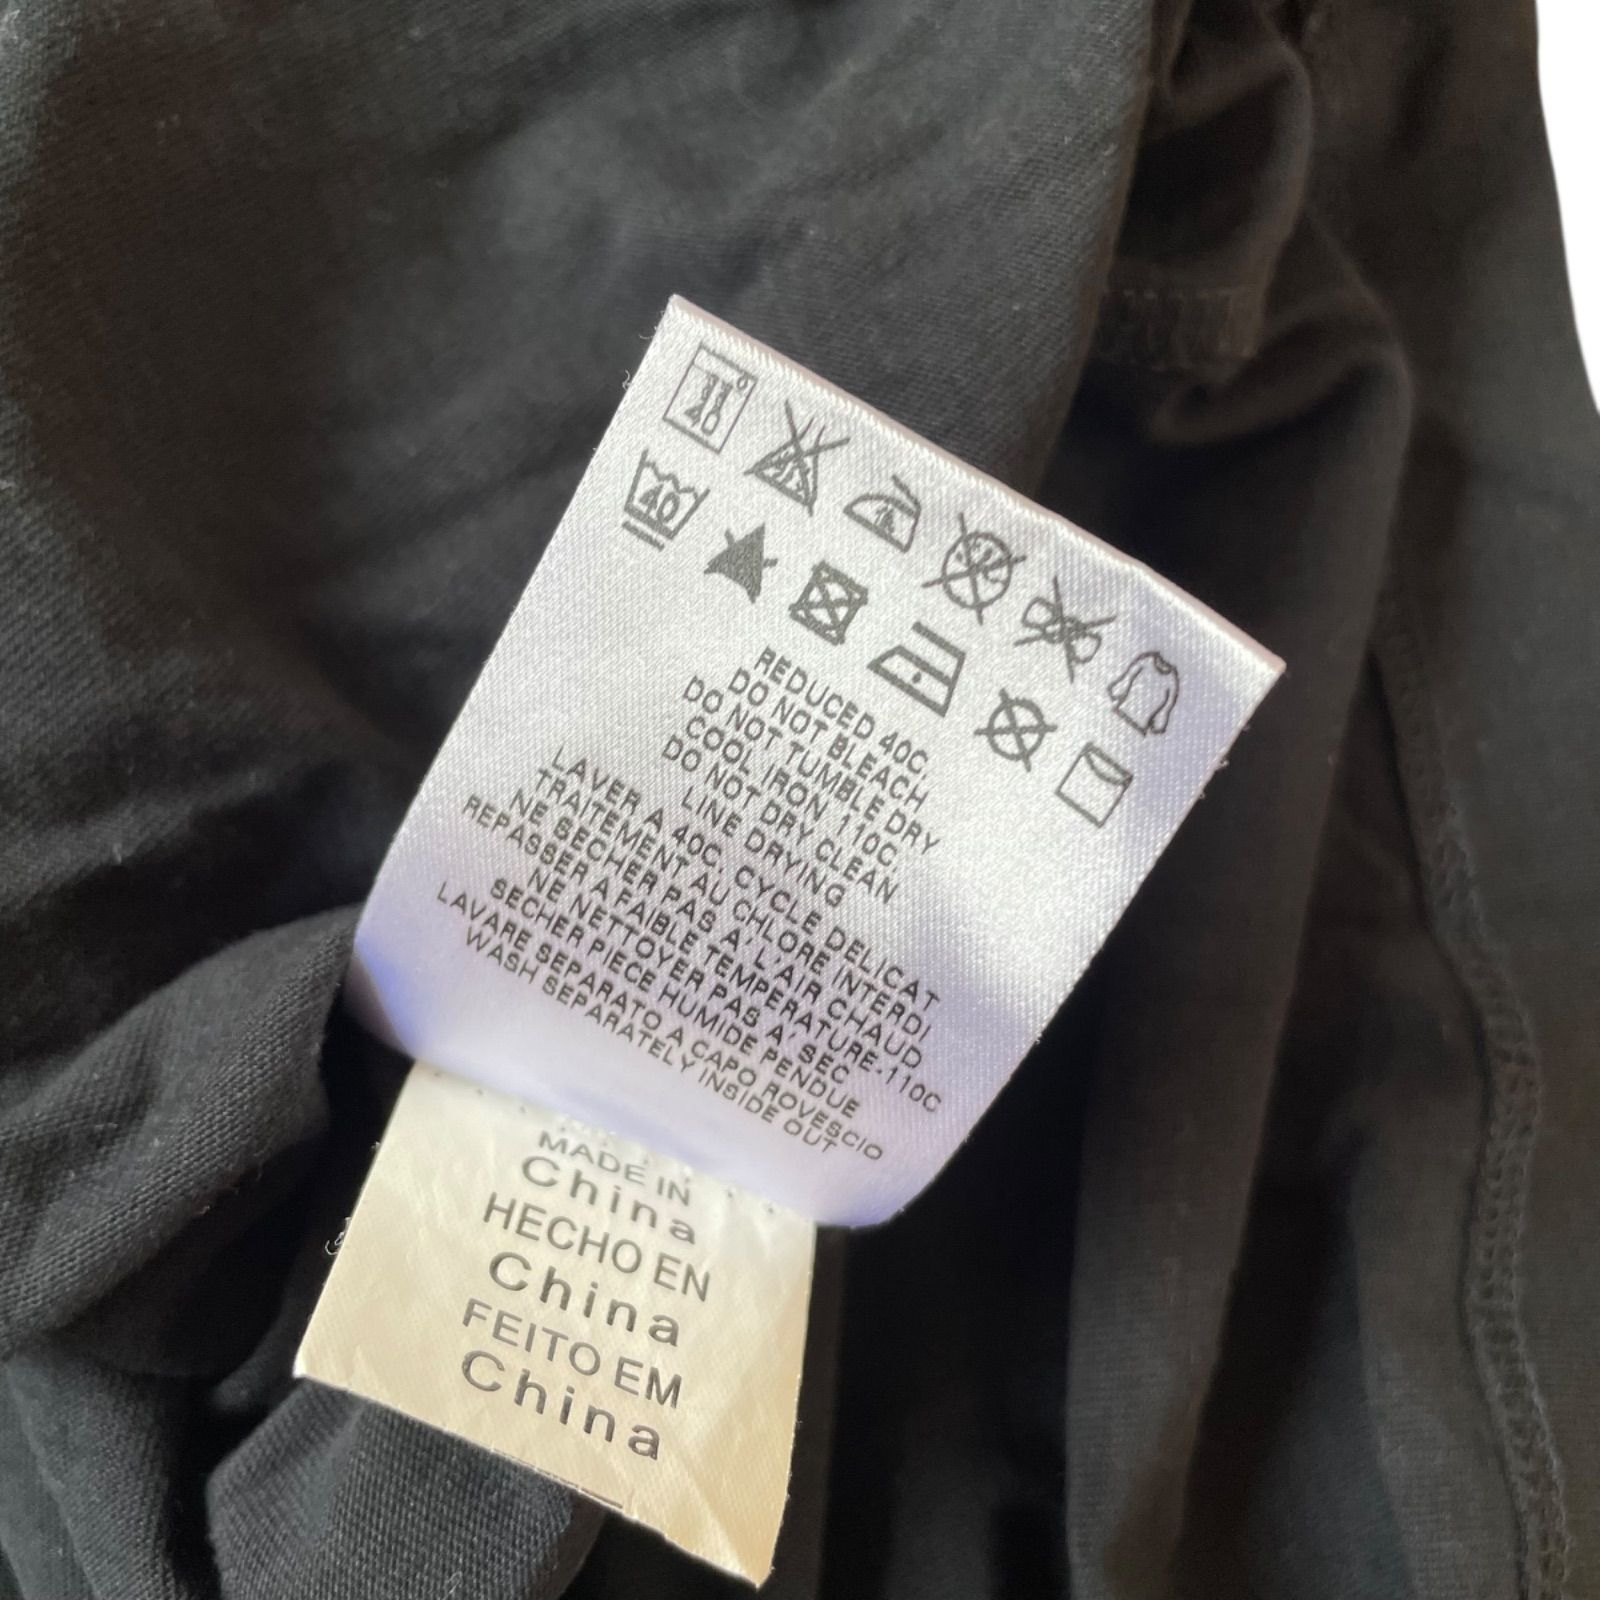 40
40
REDUCED 40C,
DO NOT BLEACH
DO NOT TUMBLE DRY
COOL IRON 110C,
DO NOT DRY CLEAN
LINE DRYING
LAVER A 40C, CYCLE DELICAT
TRAITEMENT AU CHLORE INTERDI
NE SECHER PAS A' L'AIR CHAUD
REPASSER A FAIBLE TEMPERATURE-110C
NE NETTOYER PAS A' SEC
SECHER PIECE HUMIDE PENDUE
LAVARE SEPARATO A CAPO ROVESCIO
WASH SEPARATELY INSIDE OUT
MADE IN
China
HECHO EN
China
FEITO EM
China